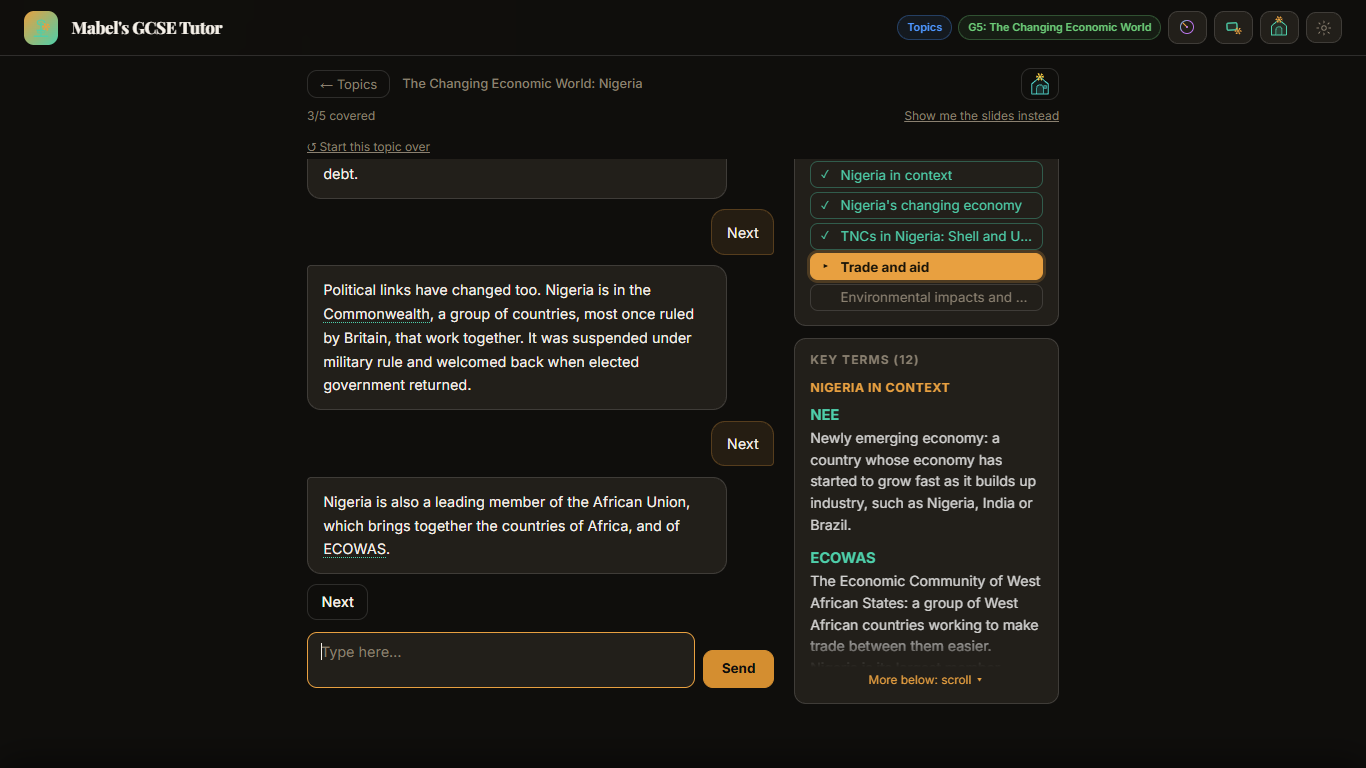 Mabel's GCSE Tutor
Topics
G5: The Changing Economic World
← Topics
The Changing Economic World: Nigeria
3/5 covered
Show me the slides instead
↺ Start this topic over
debt.
Next
Political links have changed too. Nigeria is in the
Commonwealth, a group of countries, most once ruled
by Britain, that work together. It was suspended under
military rule and welcomed back when elected
government returned.
Next
Nigeria is also a leading member of the African Union,
which brings together the countries of Africa, and of
ECOWAS.
Next
Type here...
Send
✓ Nigeria in context
✓ Nigeria's changing economy
✓ TNCs in Nigeria: Shell and U...
▸ Trade and aid
Environmental impacts and ...
KEY TERMS (12)
NIGERIA IN CONTEXT
NEE
Newly emerging economy: a
country whose economy has
started to grow fast as it builds up
industry, such as Nigeria, India or
Brazil.
ECOWAS
The Economic Community of West
African States: a group of West
African countries working to make
trade between them easier.
More below: scroll ▾